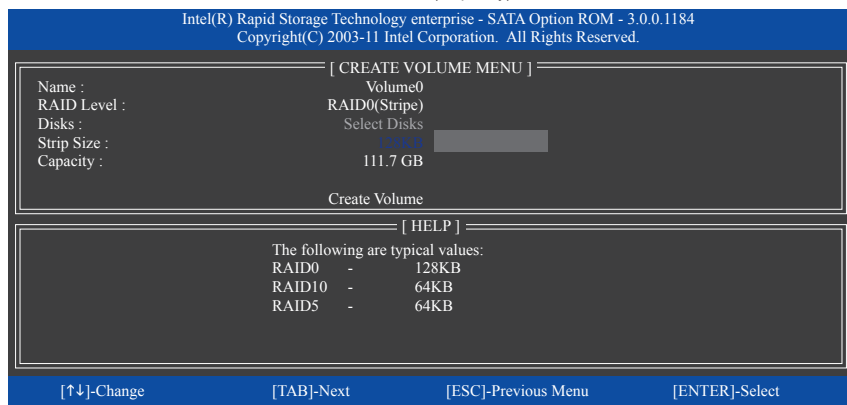 Intel(R) Rapid Storage Technology enterprise - SATA Option ROM - 3.0.0.1184
Copyright(C) 2003-11 Intel Corporation. All Rights Reserved.
[ CREATE VOLUME MENU ]
Name : Volume0
RAID Level : RAID0(Stripe)
Disks : Select Disks
Strip Size : 128KB
Capacity : 111.7 GB
Create Volume
[ HELP ]
The following are typical values:
RAID0 - 128KB
RAID10 - 64KB
RAID5 - 64KB
[↑↓]-Change [TAB]-Next [ESC]-Previous Menu [ENTER]-Select